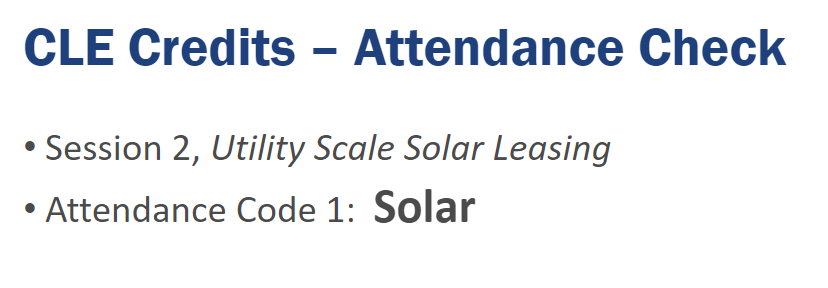 CLE Credits – Attendance Check
• Session 2, Utility Scale Solar Leasing
• Attendance Code 1: Solar